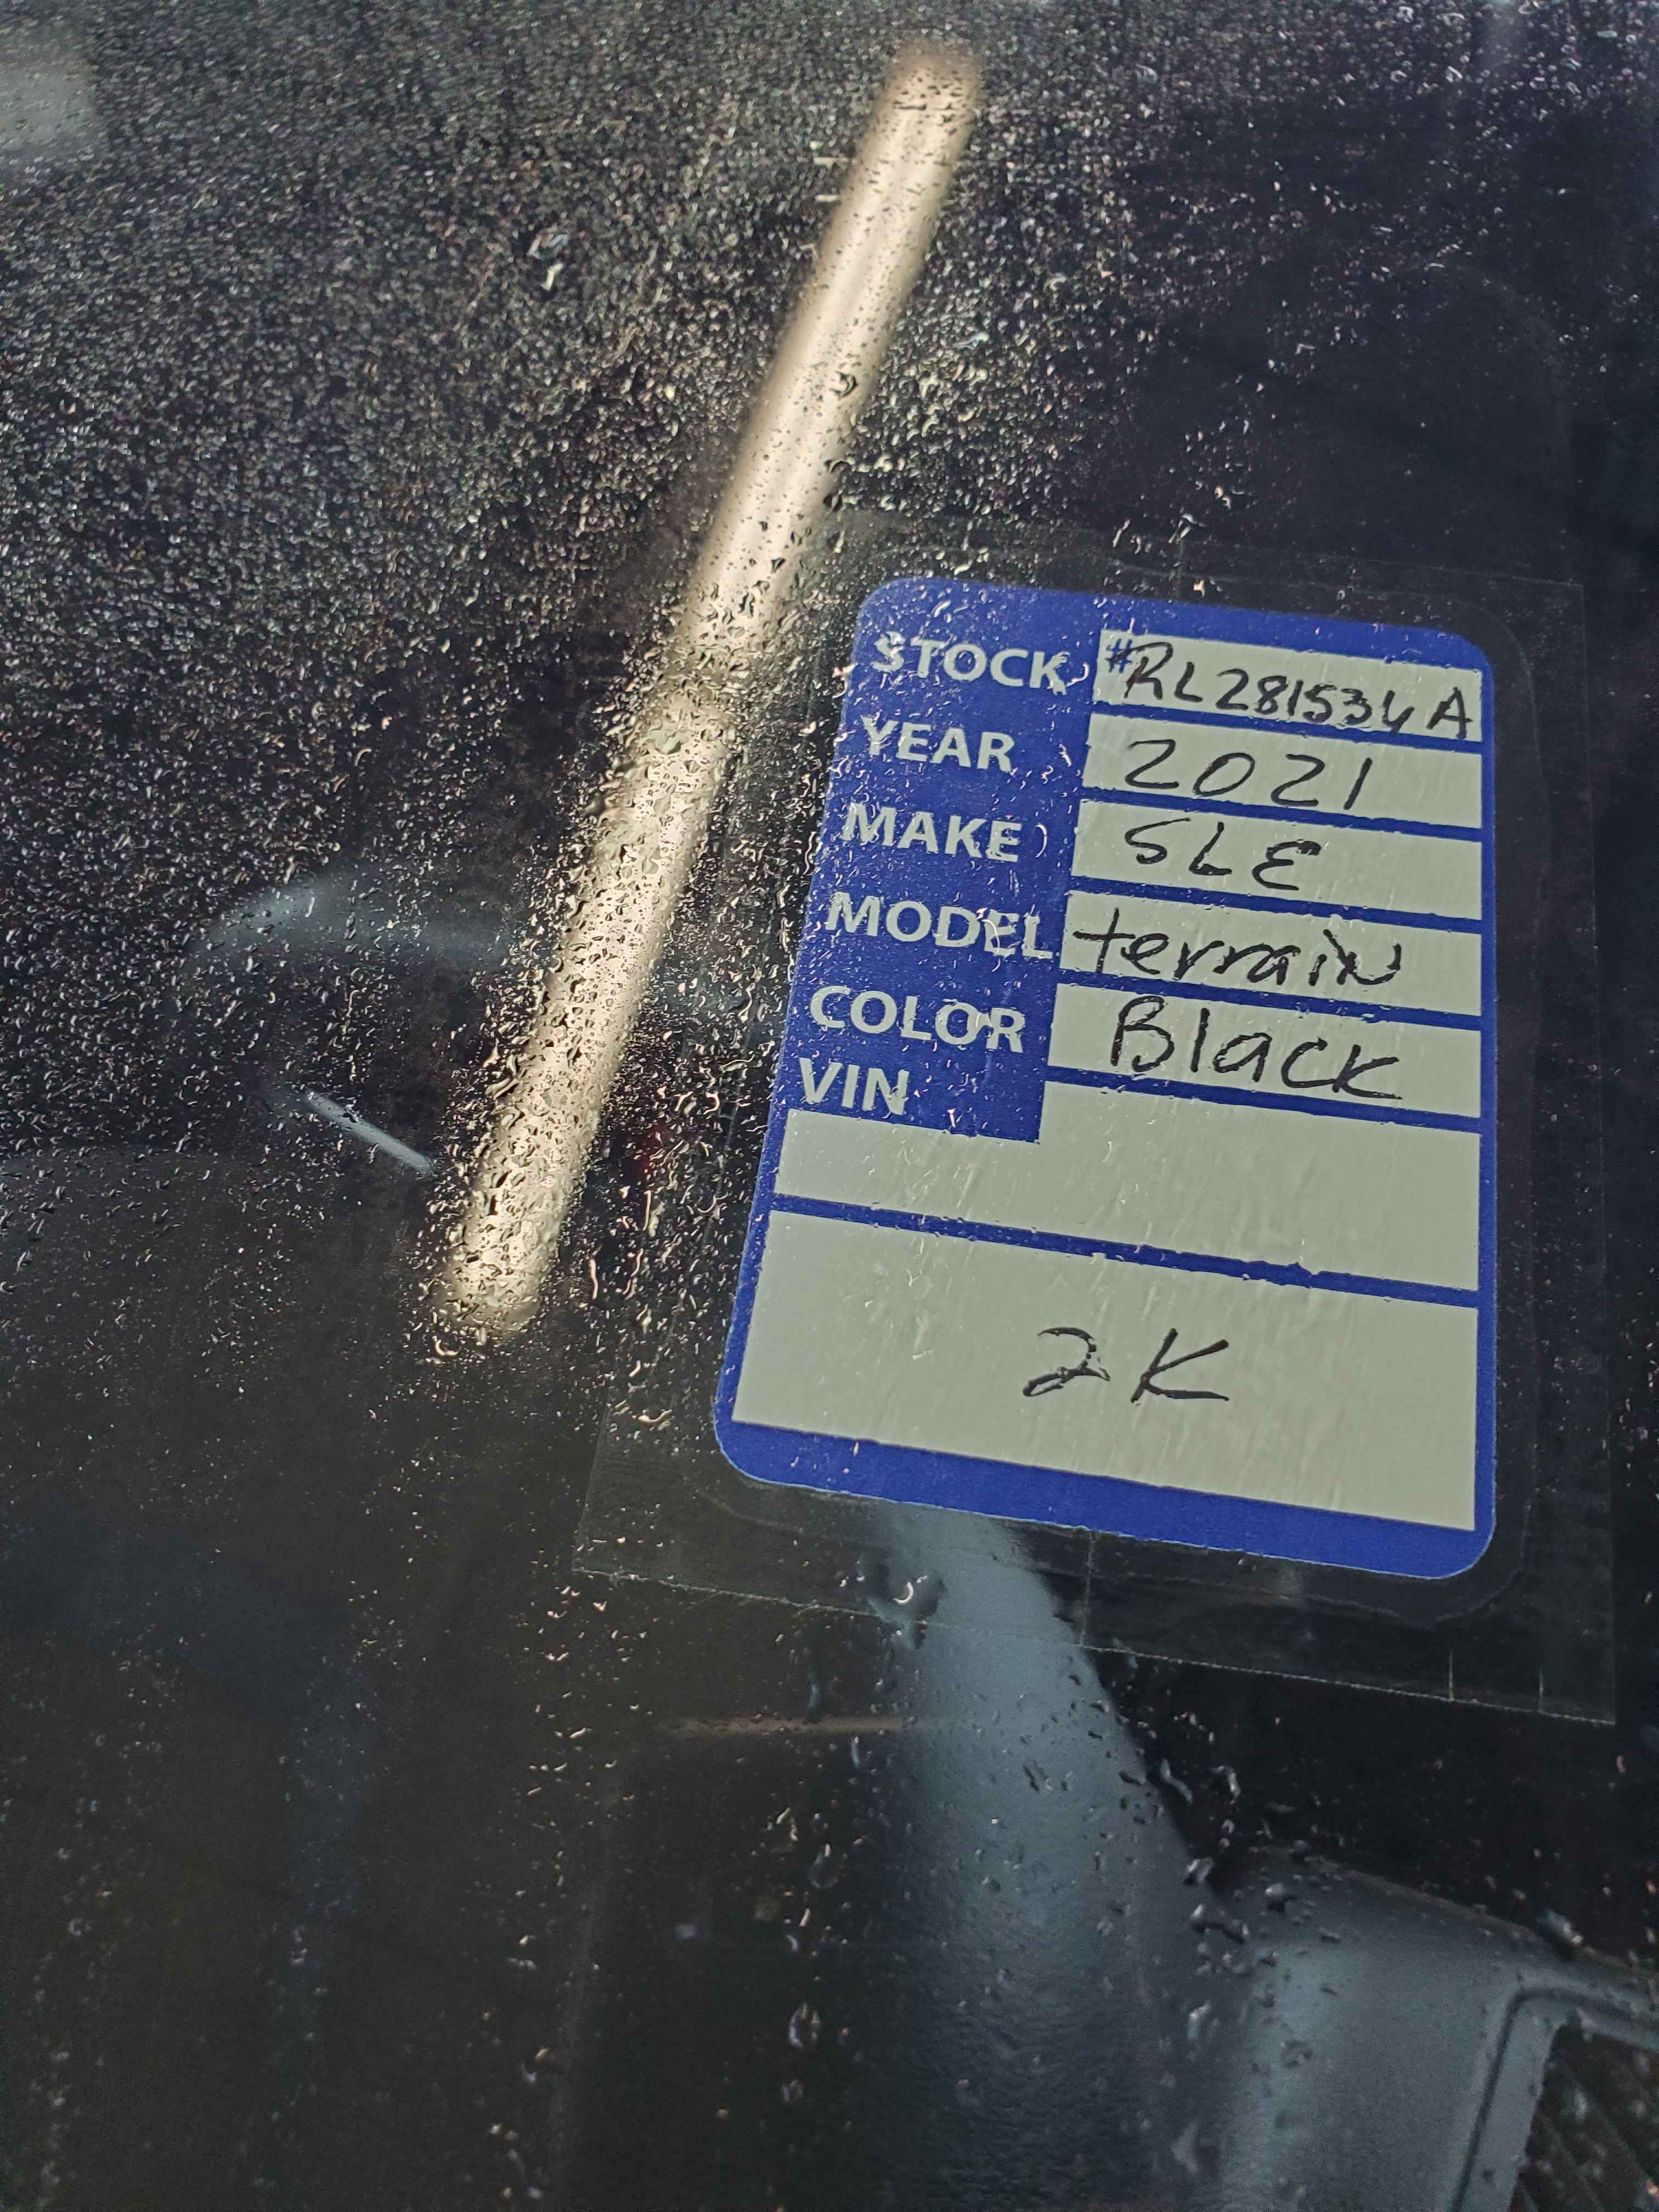 STOCK #RL281534A
YEAR 2021
MAKE SLE
MODEL terrain
COLOR Black
VIN
2K